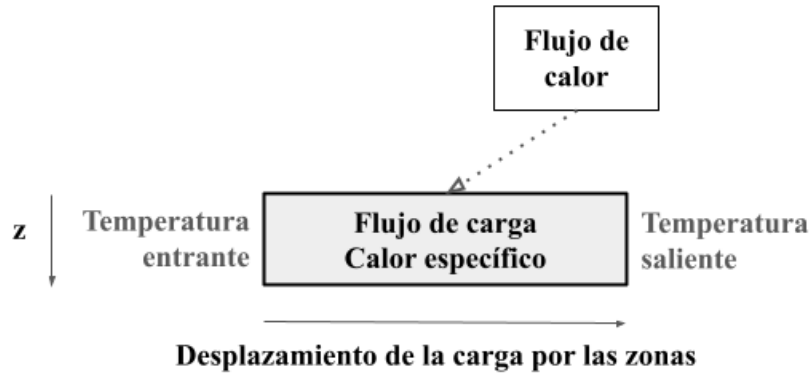 Flujo de
calor
z
Temperatura
entrante
Flujo de carga
Calor específico
Temperatura
saliente
Desplazamiento de la carga por las zonas